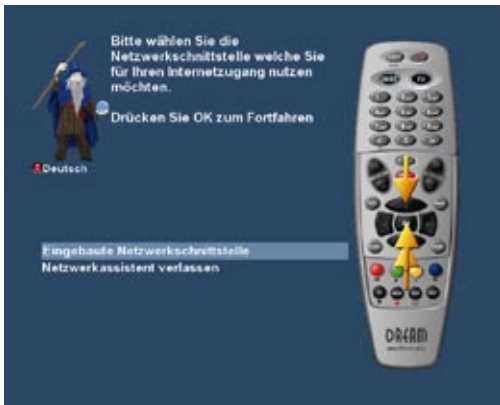 Bitte wählen Sie die
Netzwerkschnittstelle welche Sie
für Ihren Internetzugang nutzen
möchten.
Drücken Sie OK zum Fortfahren
Deutsch
Eingebaute Netzwerkschnittstelle
Netzwerkassistent verlassen
TV
DREAM